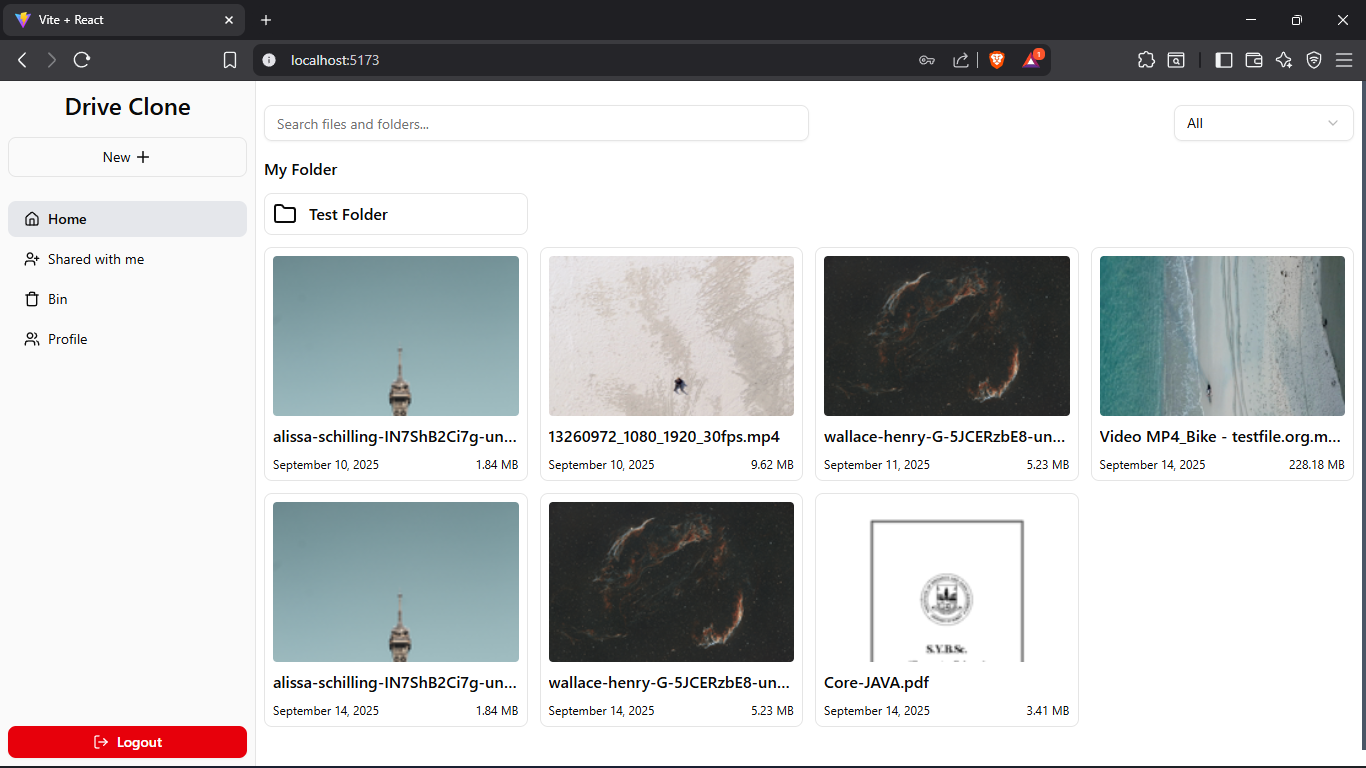 Vite + React
localhost:5173
1
Drive Clone
New
Home
Shared with me
Bin
Profile
Logout
Search files and folders...
All
My Folder
Test Folder
alissa-schilling-IN7ShB2Ci7g-un...
September 10, 2025 1.84 MB
13260972_1080_1920_30fps.mp4
September 10, 2025 9.62 MB
wallace-henry-G-5JCERzbE8-un...
September 11, 2025 5.23 MB
Video MP4_Bike - testfile.org.m...
September 14, 2025 228.18 MB
alissa-schilling-IN7ShB2Ci7g-un...
September 14, 2025 1.84 MB
wallace-henry-G-5JCERzbE8-un...
September 14, 2025 5.23 MB
S.Y.B.Sc.
Core-JAVA.pdf
September 14, 2025 3.41 MB